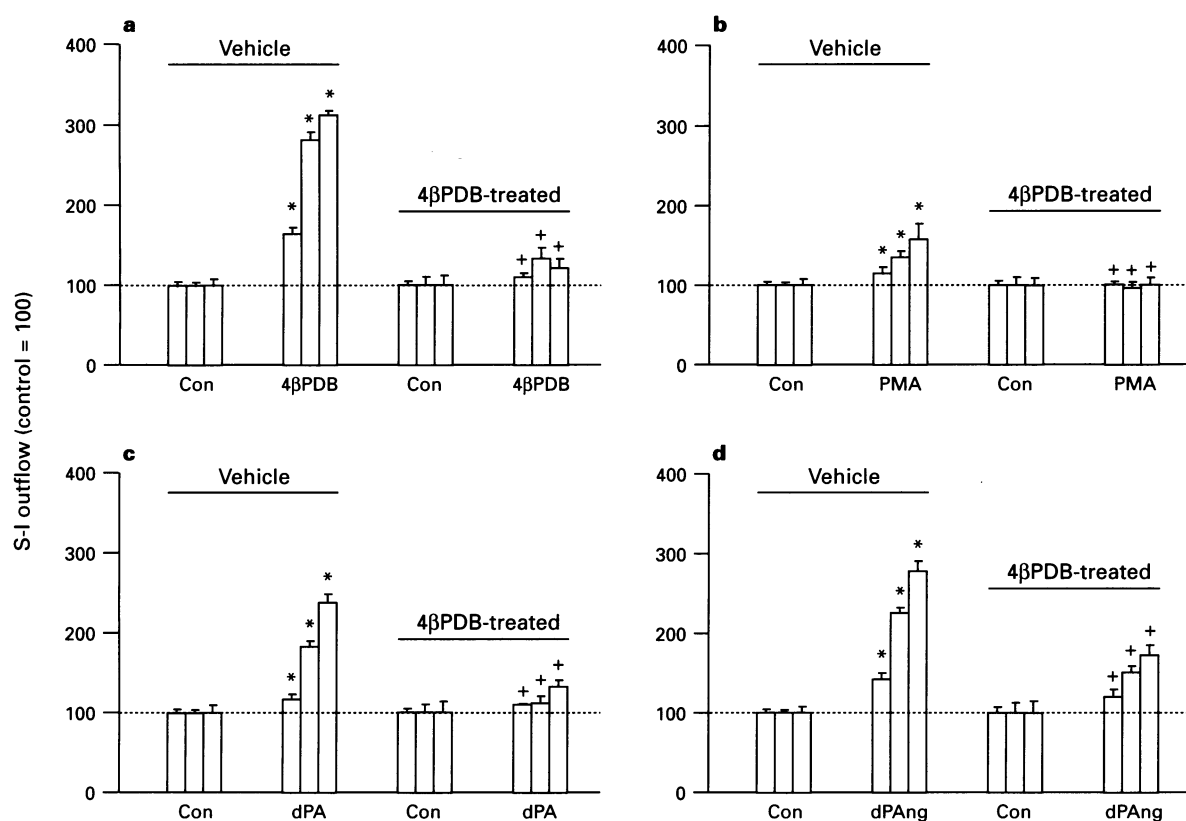 S-I outflow (control = 100)
a
400
300
200
100
0
Vehicle
* * *
4βPDB-treated
+ + +
Con 4βPDB Con 4βPDB
b
400
300
200
100
0
Vehicle
* * *
4βPDB-treated
+ + +
Con PMA Con PMA
c
400
300
200
100
0
Vehicle
* * *
4βPDB-treated
+ + +
Con dPA Con dPA
d
400
300
200
100
0
Vehicle
* * *
4βPDB-treated
+ + +
Con dPAng Con dPAng